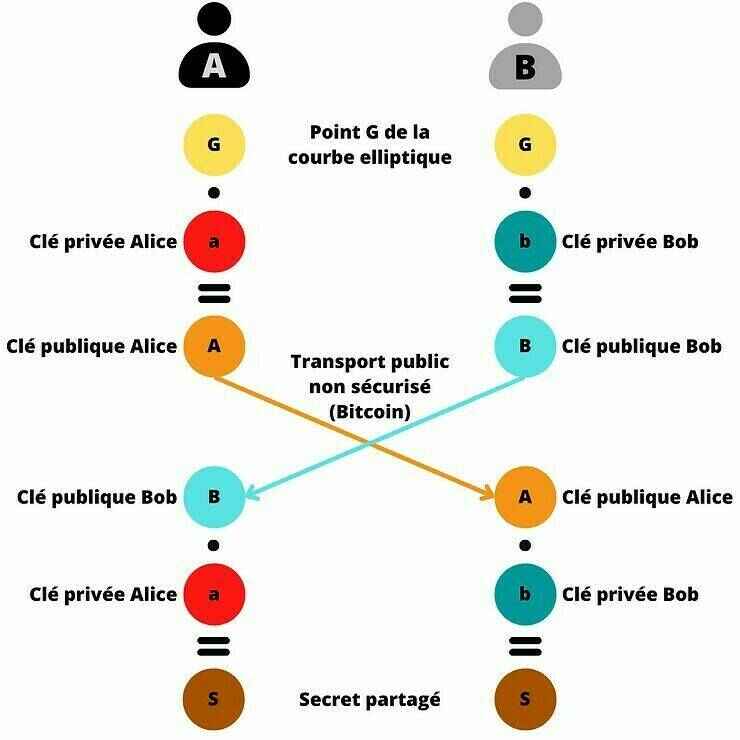 A B
G Point G de la G
courbe elliptique
Clé privée Alice a b Clé privée Bob
Clé publique Alice A B Clé publique Bob
Transport public
non sécurisé
(Bitcoin)
Clé publique Bob B A Clé publique Alice
Clé privée Alice a b Clé privée Bob
S Secret partagé S